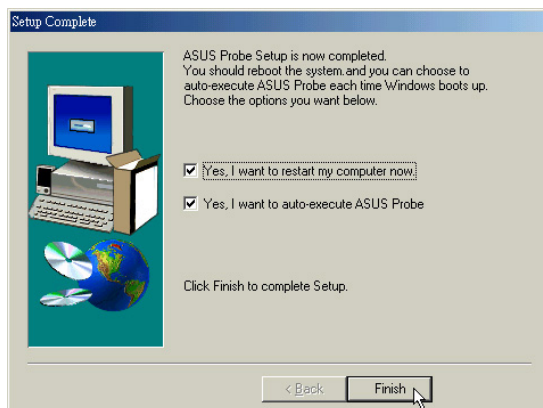 Setup Complete
ASUS Probe Setup is now completed.
You should reboot the system.and you can choose to
auto-execute ASUS Probe each time Windows boots up.
Choose the options you want below.
Yes, I want to restart my computer now.
Yes, I want to auto-execute ASUS Probe
Click Finish to complete Setup.
< Back
Finish